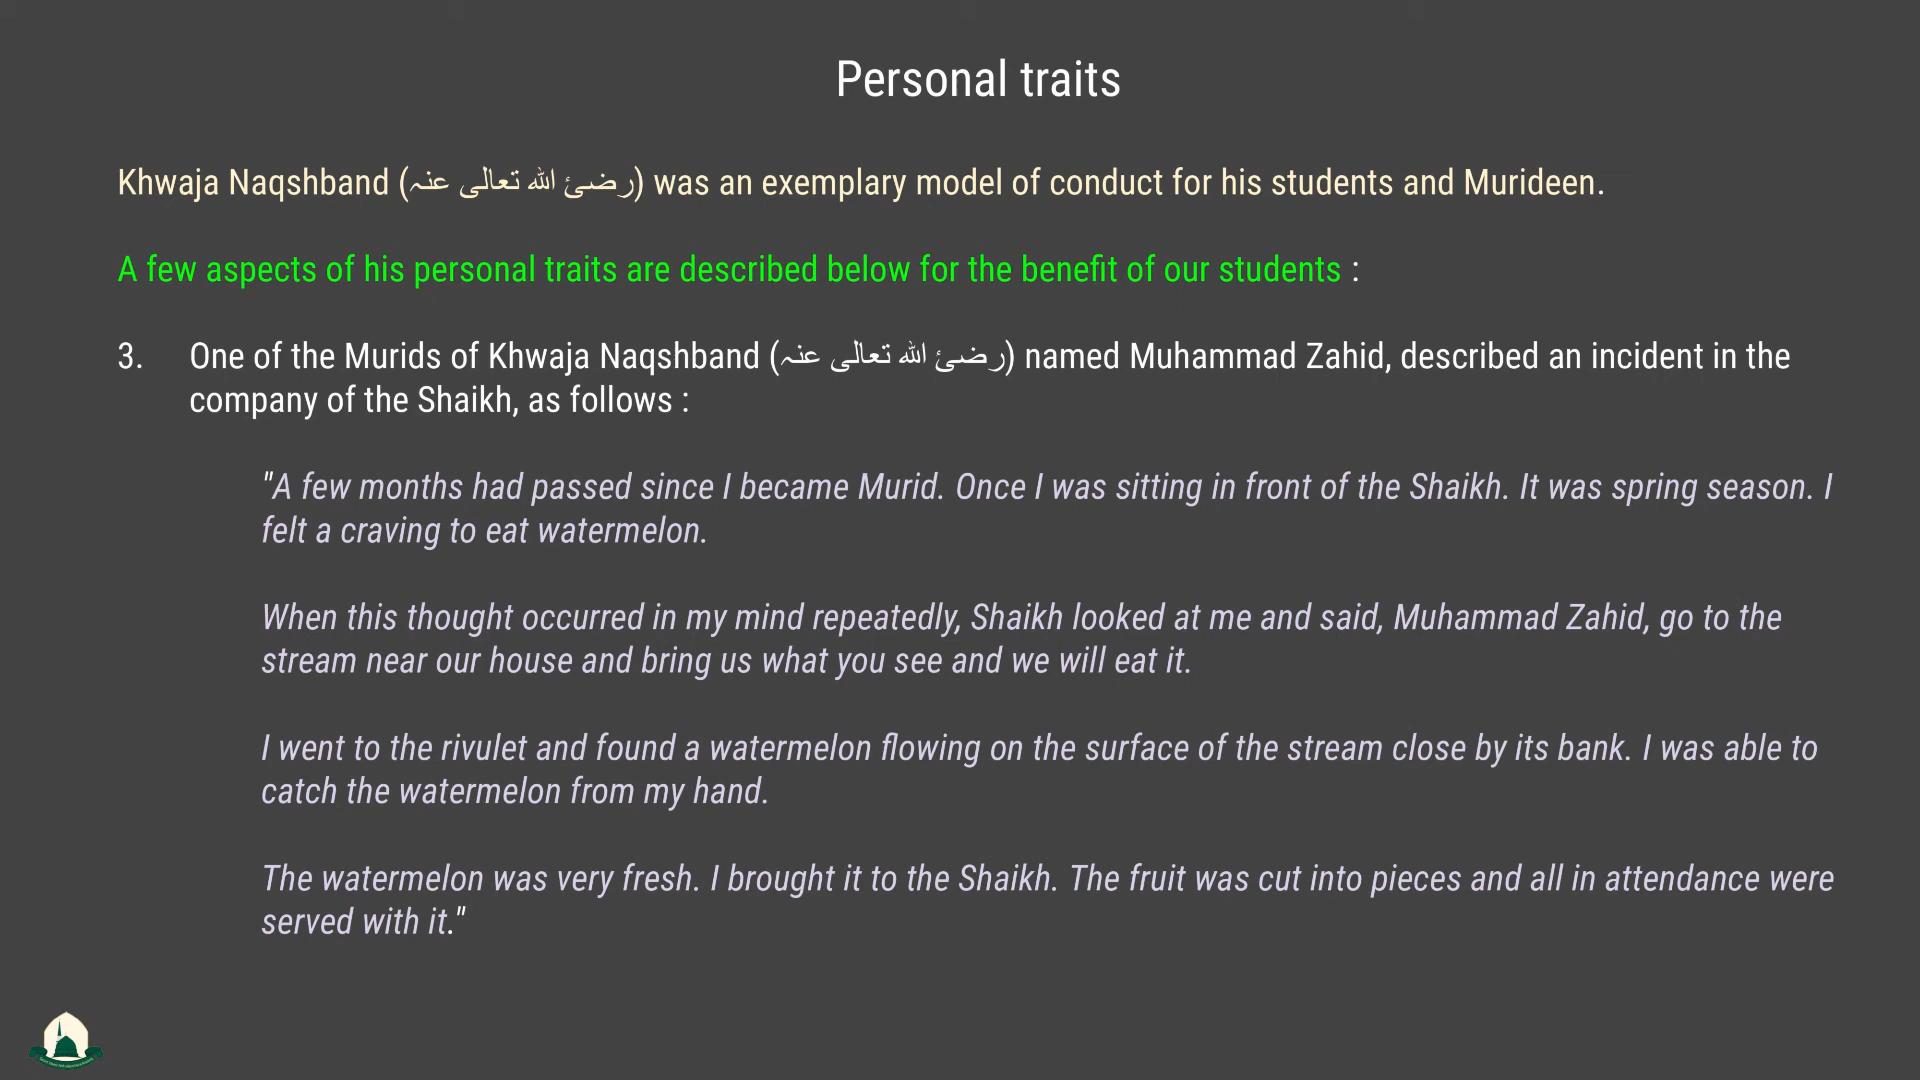 Personal traits
Khwaja Naqshband (رضئ الله تعالى عنہ) was an exemplary model of conduct for his students and Murideen.
A few aspects of his personal traits are described below for the benefit of our students :
3. One of the Murids of Khwaja Naqshband (رضئ الله تعالى عنہ) named Muhammad Zahid, described an incident in the
company of the Shaikh, as follows :
"A few months had passed since I became Murid. Once I was sitting in front of the Shaikh. It was spring season. I
felt a craving to eat watermelon.
When this thought occurred in my mind repeatedly, Shaikh looked at me and said, Muhammad Zahid, go to the
stream near our house and bring us what you see and we will eat it.
I went to the rivulet and found a watermelon flowing on the surface of the stream close by its bank. I was able to
catch the watermelon from my hand.
The watermelon was very fresh. I brought it to the Shaikh. The fruit was cut into pieces and all in attendance were
served with it."